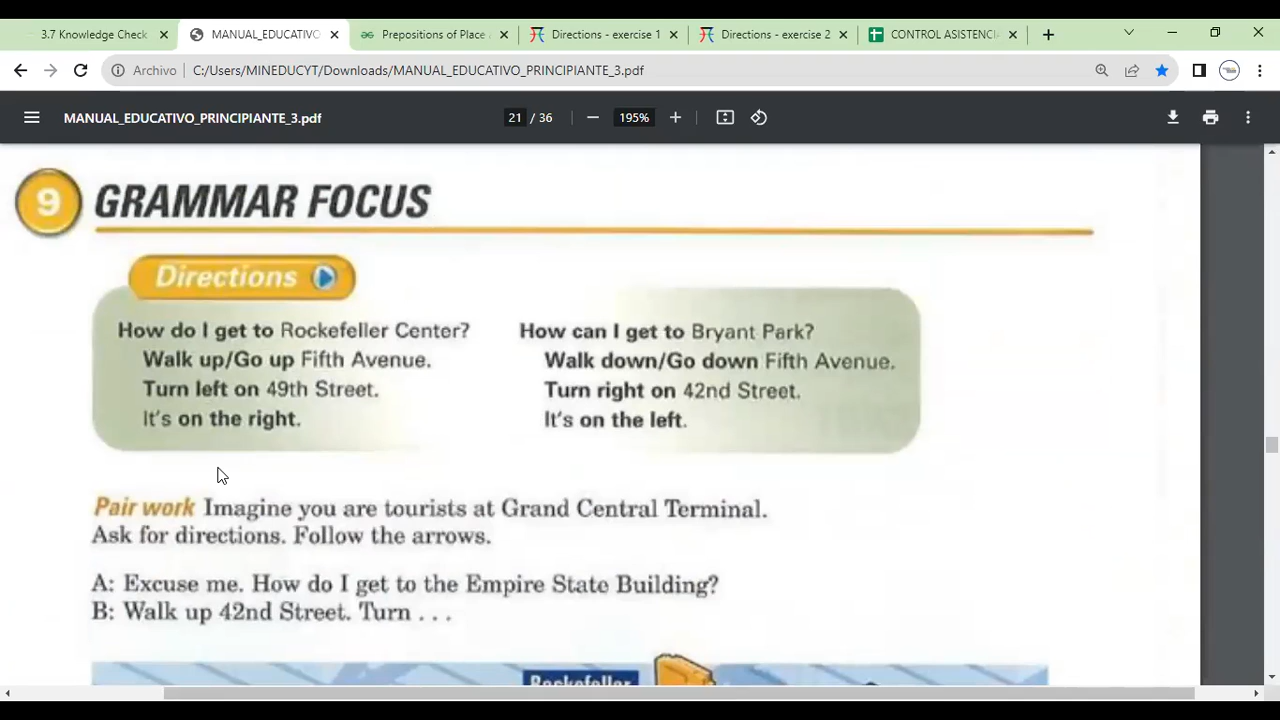 3.7 Knowledge Check
MANUAL_EDUCATIVO
Prepositions of Place
Directions - exercise 1
Directions - exercise 2
CONTROL ASISTENCIA
Archivo
C:/Users/MINEDUCYT/Downloads/MANUAL_EDUCATIVO_PRINCIPIANTE_3.pdf
MANUAL_EDUCATIVO_PRINCIPIANTE_3.pdf
21 / 36
195%
9 GRAMMAR FOCUS
Directions
How do I get to Rockefeller Center?
Walk up/Go up Fifth Avenue.
Turn left on 49th Street.
It's on the right.
How can I get to Bryant Park?
Walk down/Go down Fifth Avenue.
Turn right on 42nd Street.
It's on the left.
Pair work Imagine you are tourists at Grand Central Terminal.
Ask for directions. Follow the arrows.
A: Excuse me. How do I get to the Empire State Building?
B: Walk up 42nd Street. Turn . . .
Rockefeller